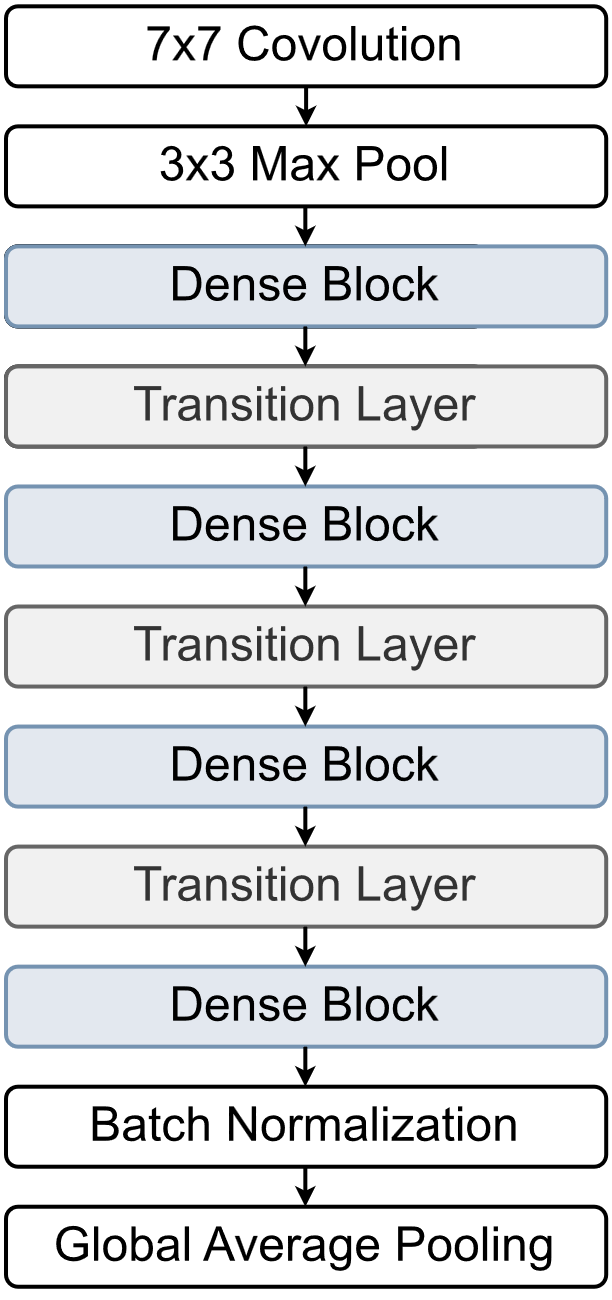 7x7 Covolution
3x3 Max Pool
Dense Block
Transition Layer
Dense Block
Transition Layer
Dense Block
Transition Layer
Dense Block
Batch Normalization
Global Average Pooling